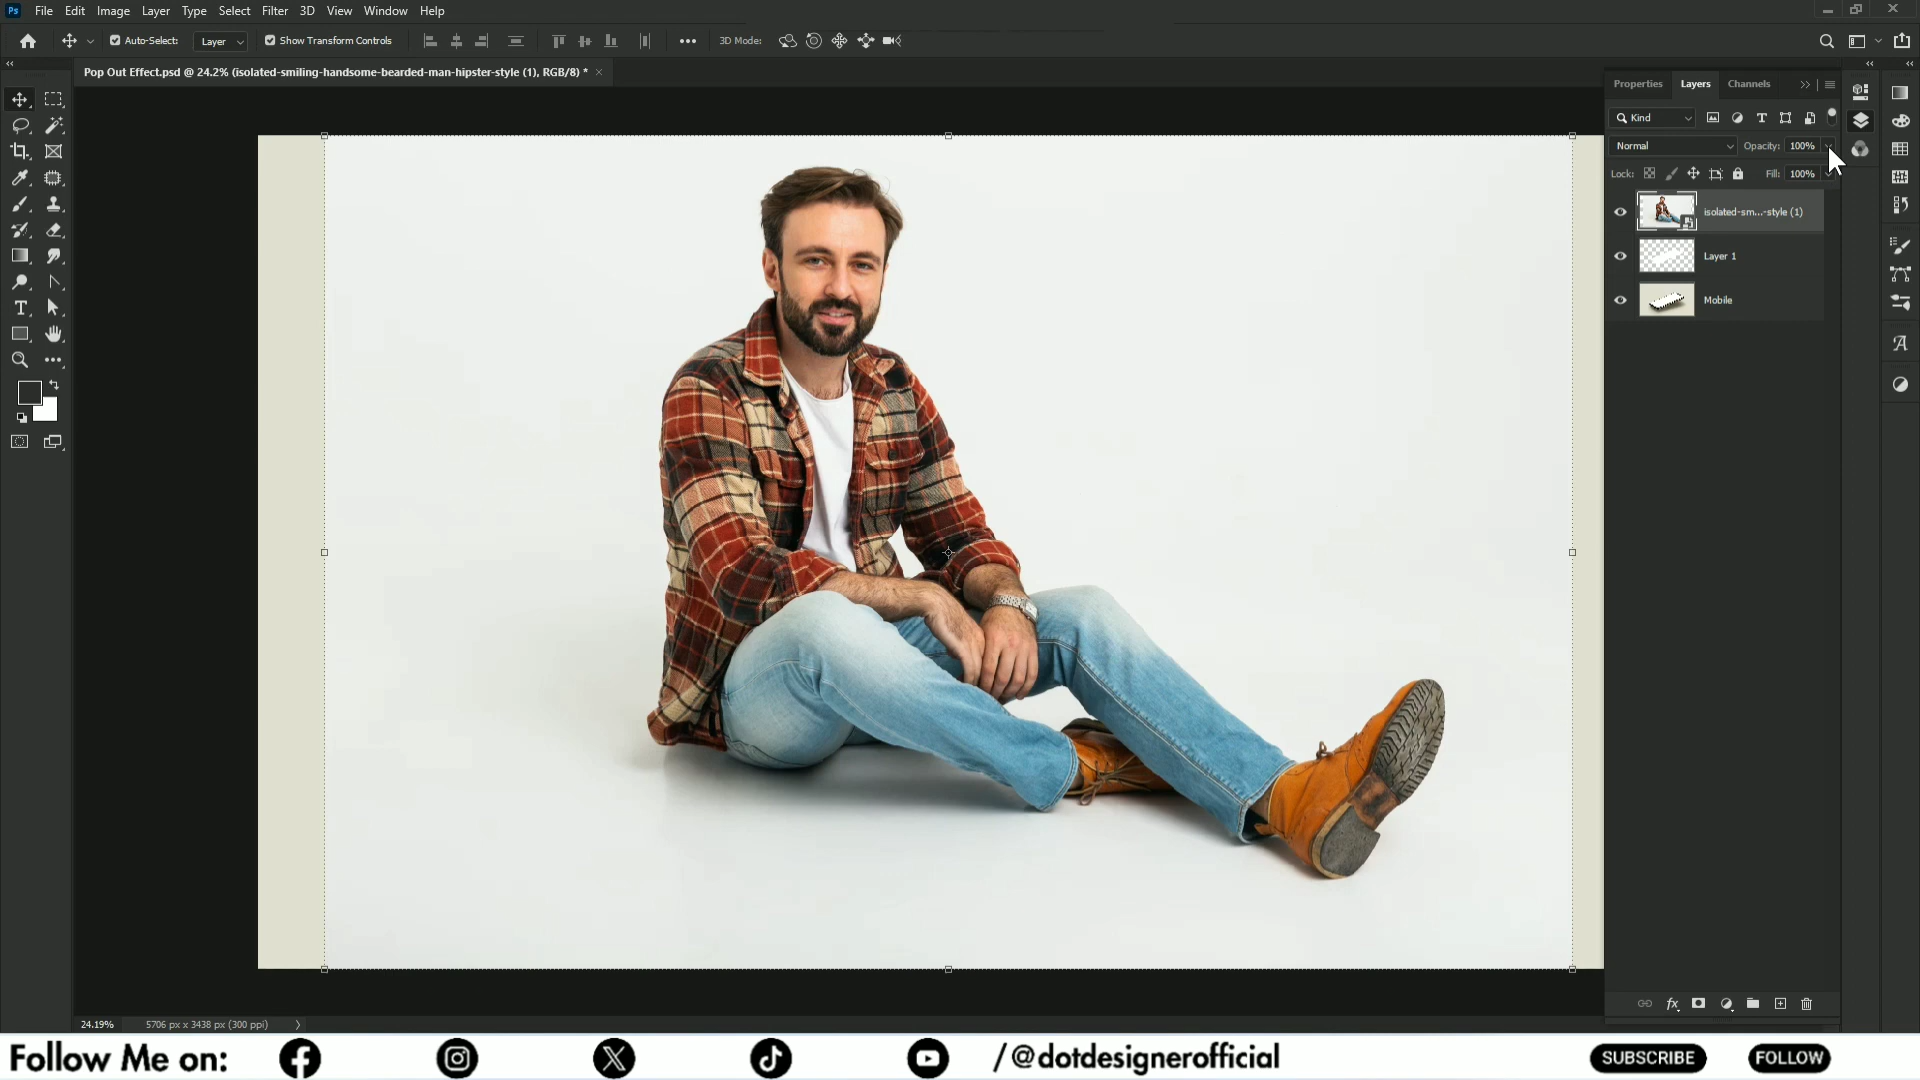 Ps File Edit Image Layer Type Select Filter 3D View Window Help
Auto-Select: Layer Show Transform Controls 3D Mode:
Pop Out Effect.psd @ 24.2% (isolated-smiling-handsome-bearded-man-hipster-style (1), RGB/8) *
Properties Layers Channels
Kind
Normal Opacity: 100%
Lock: Fill: 100%
isolated-sm...-style (1)
Layer 1
Mobile
24.19% 5706 px x 3438 px (300 ppi)
Follow Me on: /@dotdesignerofficial SUBSCRIBE FOLLOW